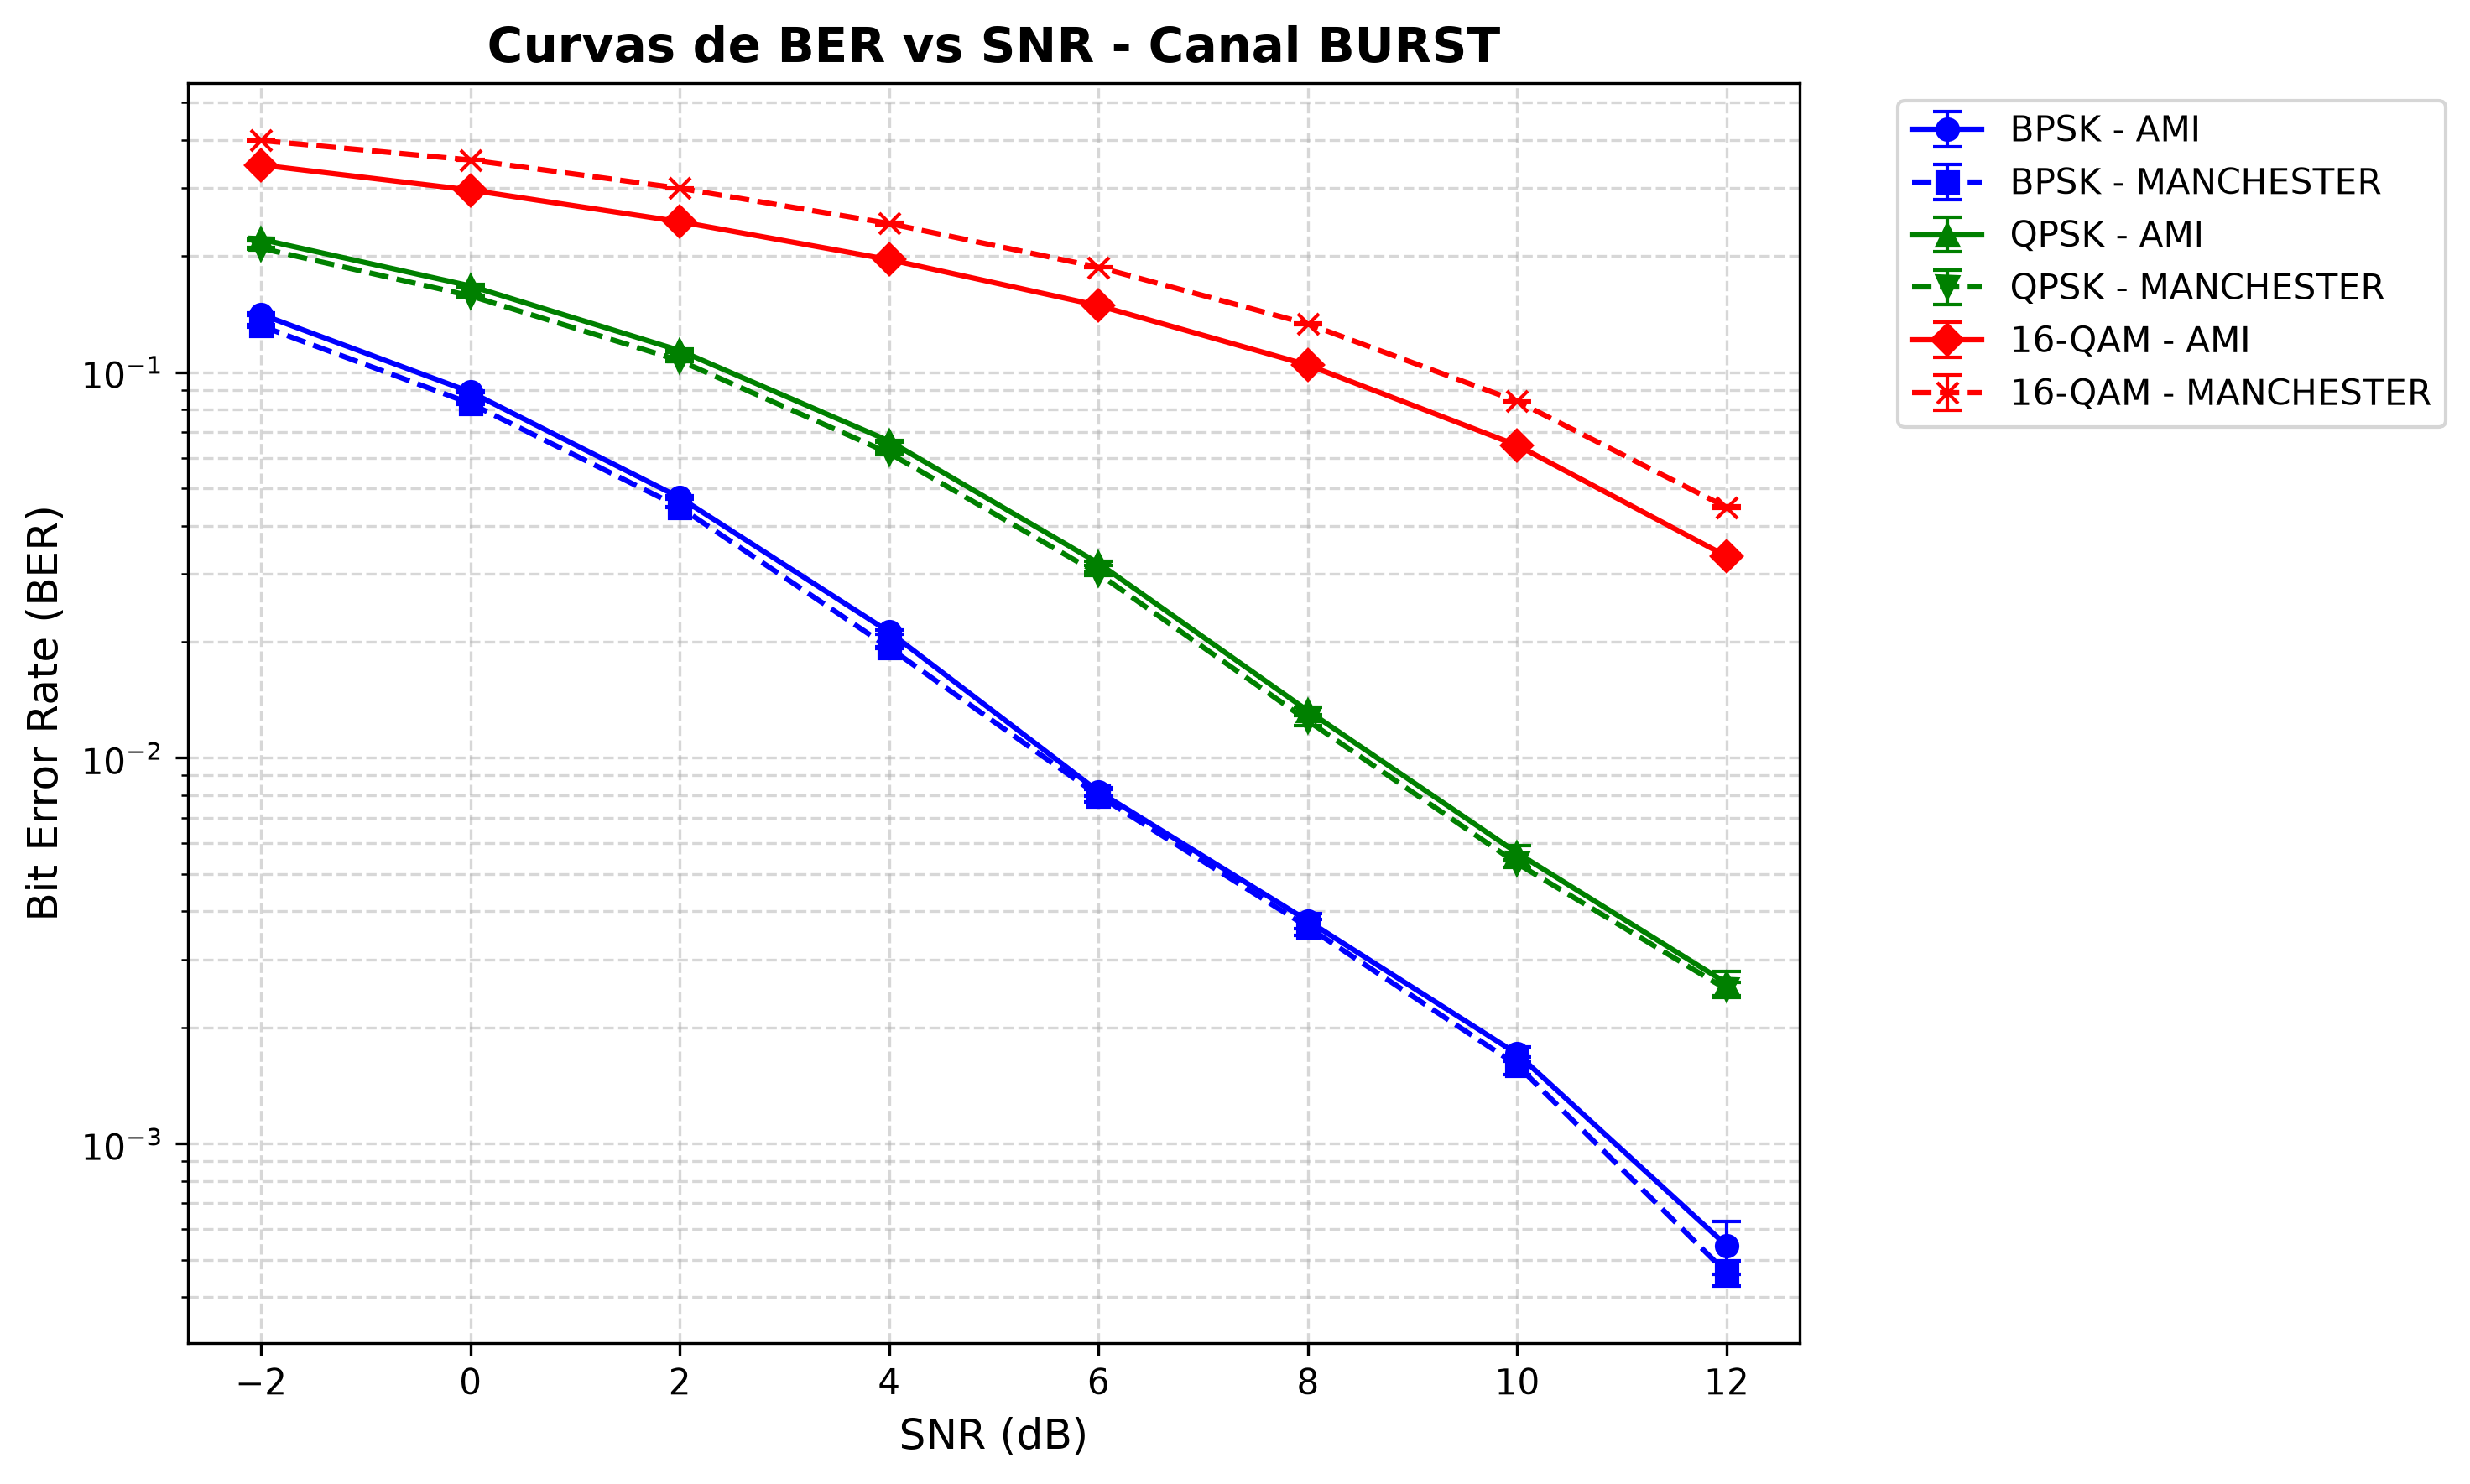 Curvas de BER vs SNR - Canal BURST
BPSK - AMI
BPSK - MANCHESTER
QPSK - AMI
QPSK - MANCHESTER
16-QAM - AMI
16-QAM - MANCHESTER
Bit Error Rate (BER)
10⁻¹
10⁻²
10⁻³
−2 0 2 4 6 8 10 12
SNR (dB)